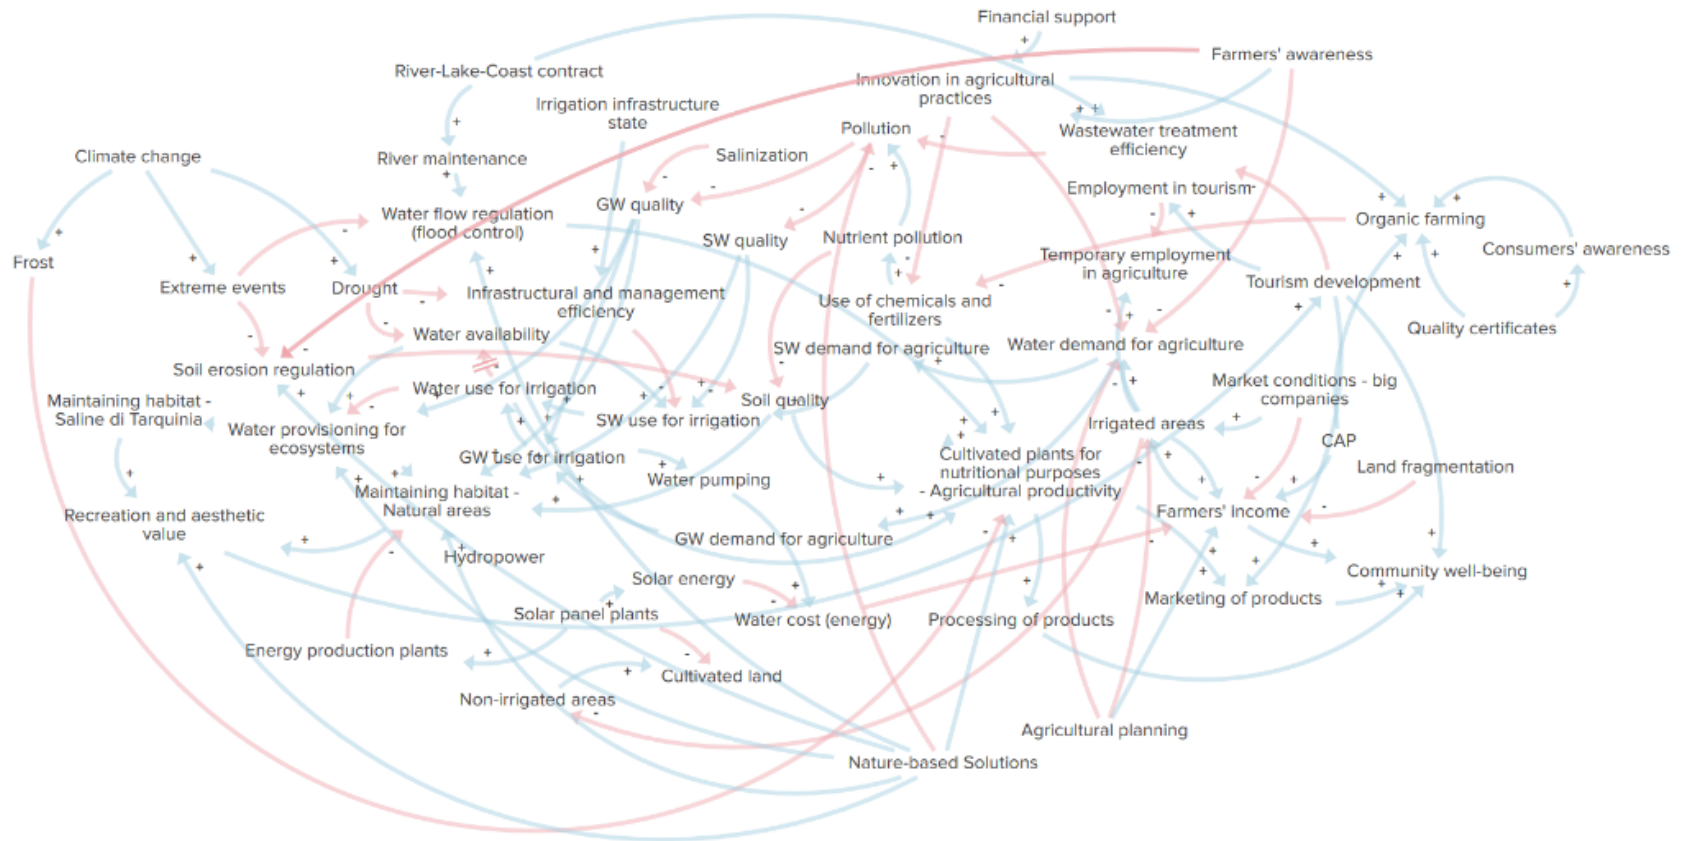 Financial support
Farmers' awareness
River-Lake-Coast contract
Innovation in agricultural
practices
Irrigation infrastructure
state
Pollution
Wastewater treatment
efficiency
Climate change
River maintenance
Salinization
Employment in tourism
GW quality
Water flow regulation
(flood control)
SW quality
Nutrient pollution
Organic farming
Consumers' awareness
Temporary employment
in agriculture
Frost
Extreme events
Drought
Infrastructural and management
efficiency
Use of chemicals and
fertilizers
Tourism development
Quality certificates
Water availability
SW demand for agriculture
Water demand for agriculture
Soil erosion regulation
Water use for irrigation
Soil quality
Market conditions - big
companies
Maintaining habitat -
Saline di Tarquinia
SW use for irrigation
Irrigated areas
Water provisioning for
ecosystems
CAP
GW use for irrigation
Cultivated plants for
nutritional purposes
- Agricultural productivity
Land fragmentation
Water pumping
Maintaining habitat -
Natural areas
Farmers' income
Recreation and aesthetic
value
GW demand for agriculture
Hydropower
Community well-being
Solar energy
Marketing of products
Solar panel plants
Water cost (energy)
Processing of products
Energy production plants
Cultivated land
Non-irrigated areas
Agricultural planning
Nature-based Solutions